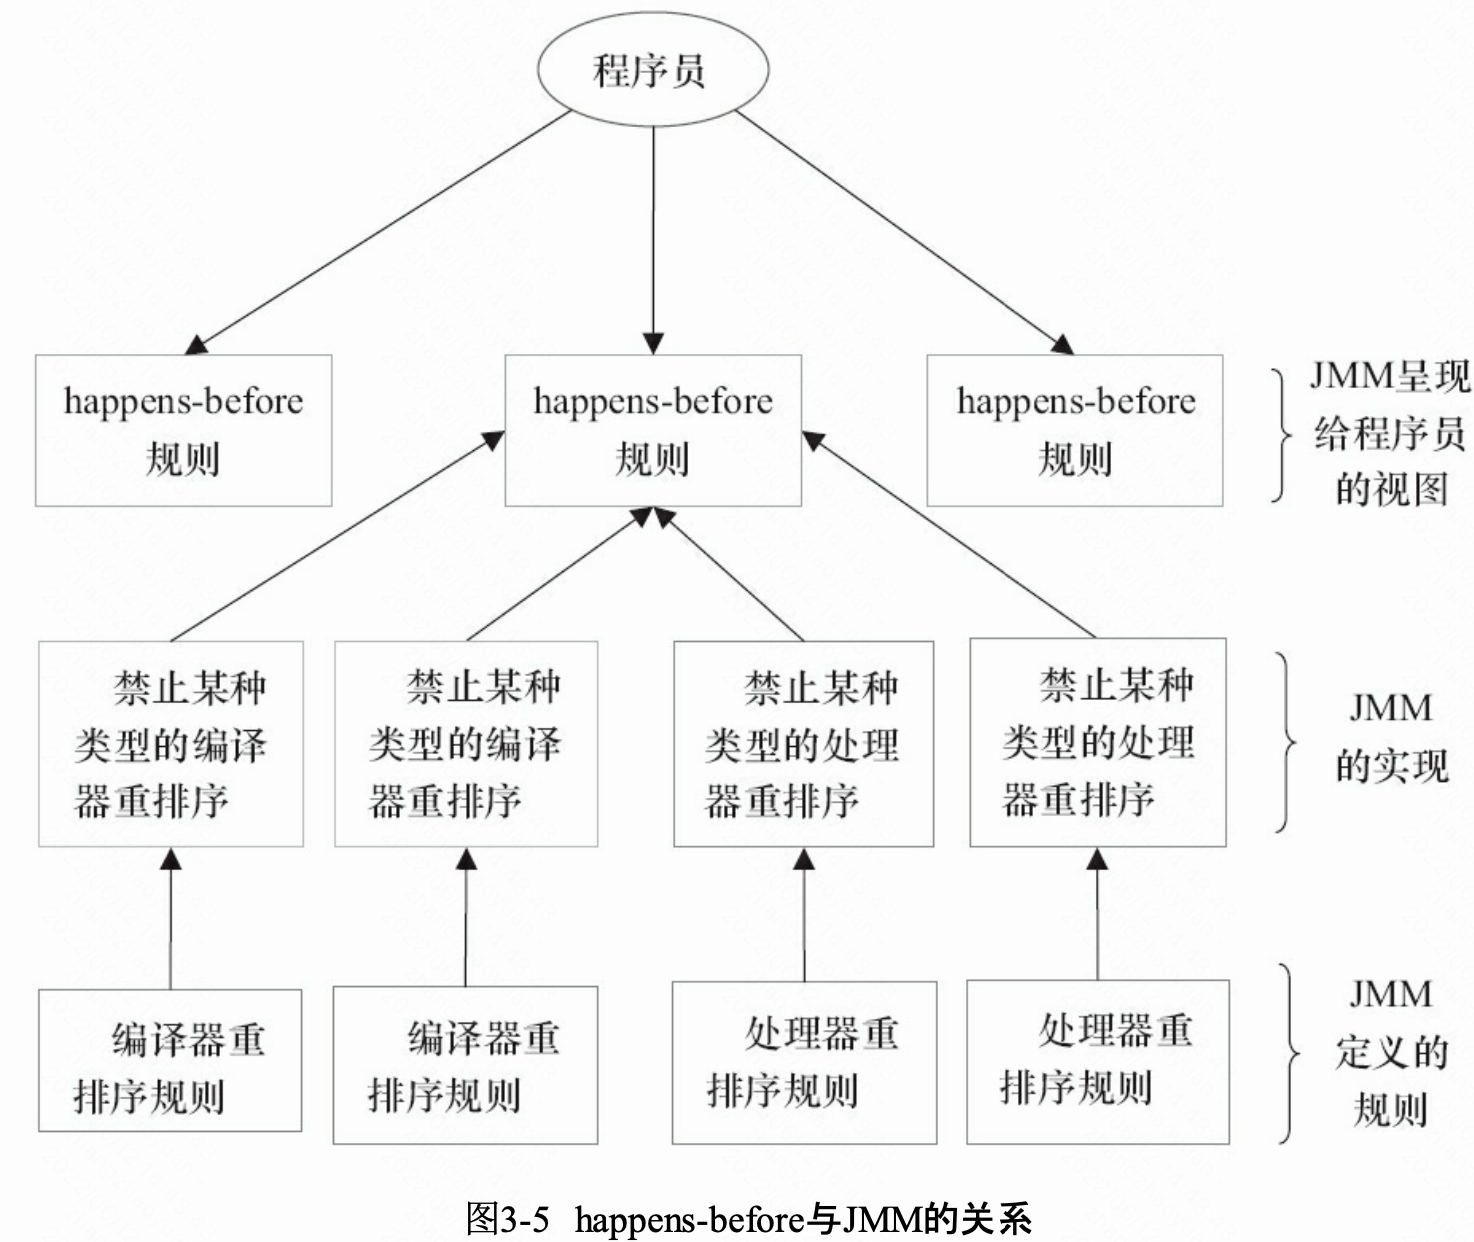 程序员
happens-before
规则
happens-before
规则
happens-before
规则
JMM呈现
给程序员
的视图
禁止某种
类型的编译
器重排序
禁止某种
类型的编译
器重排序
禁止某种
类型的处理
器重排序
禁止某种
类型的处理
器重排序
JMM
的实现
编译器重
排序规则
编译器重
排序规则
处理器重
排序规则
处理器重
排序规则
JMM
定义的
规则
图3-5 happens-before与JMM的关系